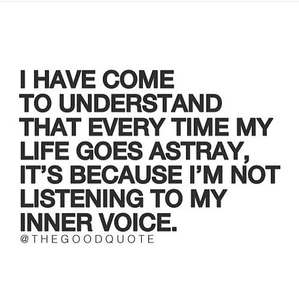 I HAVE COME
TO UNDERSTAND
THAT EVERY TIME MY
LIFE GOES ASTRAY,
IT'S BECAUSE I'M NOT
LISTENING TO MY
INNER VOICE.
@THEGOODQUOTE